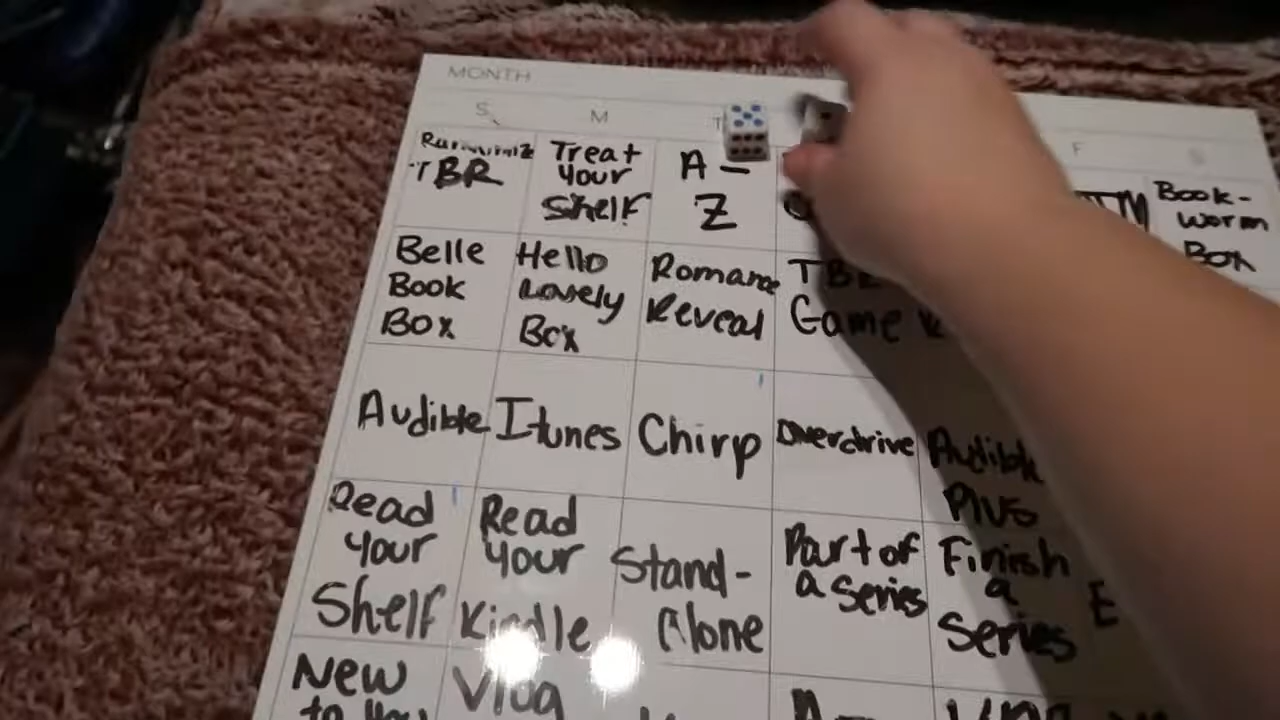 MONTH
S
M
T
F
S
TBR
Treat
your
shelf
A-
Z
Book-
worm
Box
Belle
Book
Box
Hello
Lovely
Box
Romance
Reveal
Game
Audible
Itunes
Chirp
Overdrive
Audible
Plus
Read
your
Shelf
Read
your
Kindle
Stand-
Alone
Part of
a Series
Finish
a
Series
New
Vlog